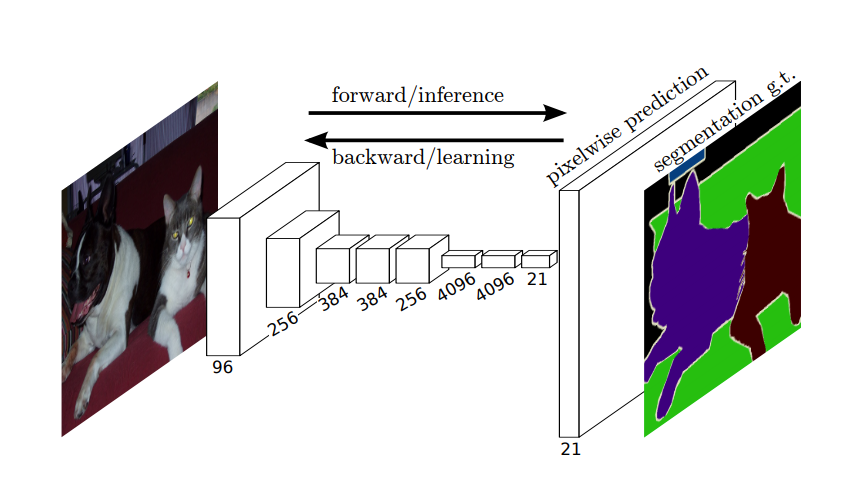 forward/inference
backward/learning
pixelwise prediction
segmentation g.t.
96
256
384
384
256
4096
4096
21
21